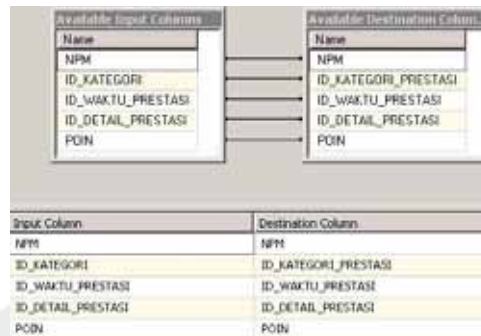 Available Input Columns
Name
NPM
ID_KATEGORI
ID_WAKTU_PRESTASI
ID_DETAIL_PRESTASI
POIN
Available Destination Colum...
Name
NPM
ID_KATEGORI_PRESTASI
ID_WAKTU_PRESTASI
ID_DETAIL_PRESTASI
POIN
Input Column Destination Column
NPM NPM
ID_KATEGORI ID_KATEGORI_PRESTASI
ID_WAKTU_PRESTASI ID_WAKTU_PRESTASI
ID_DETAIL_PRESTASI ID_DETAIL_PRESTASI
POIN POIN